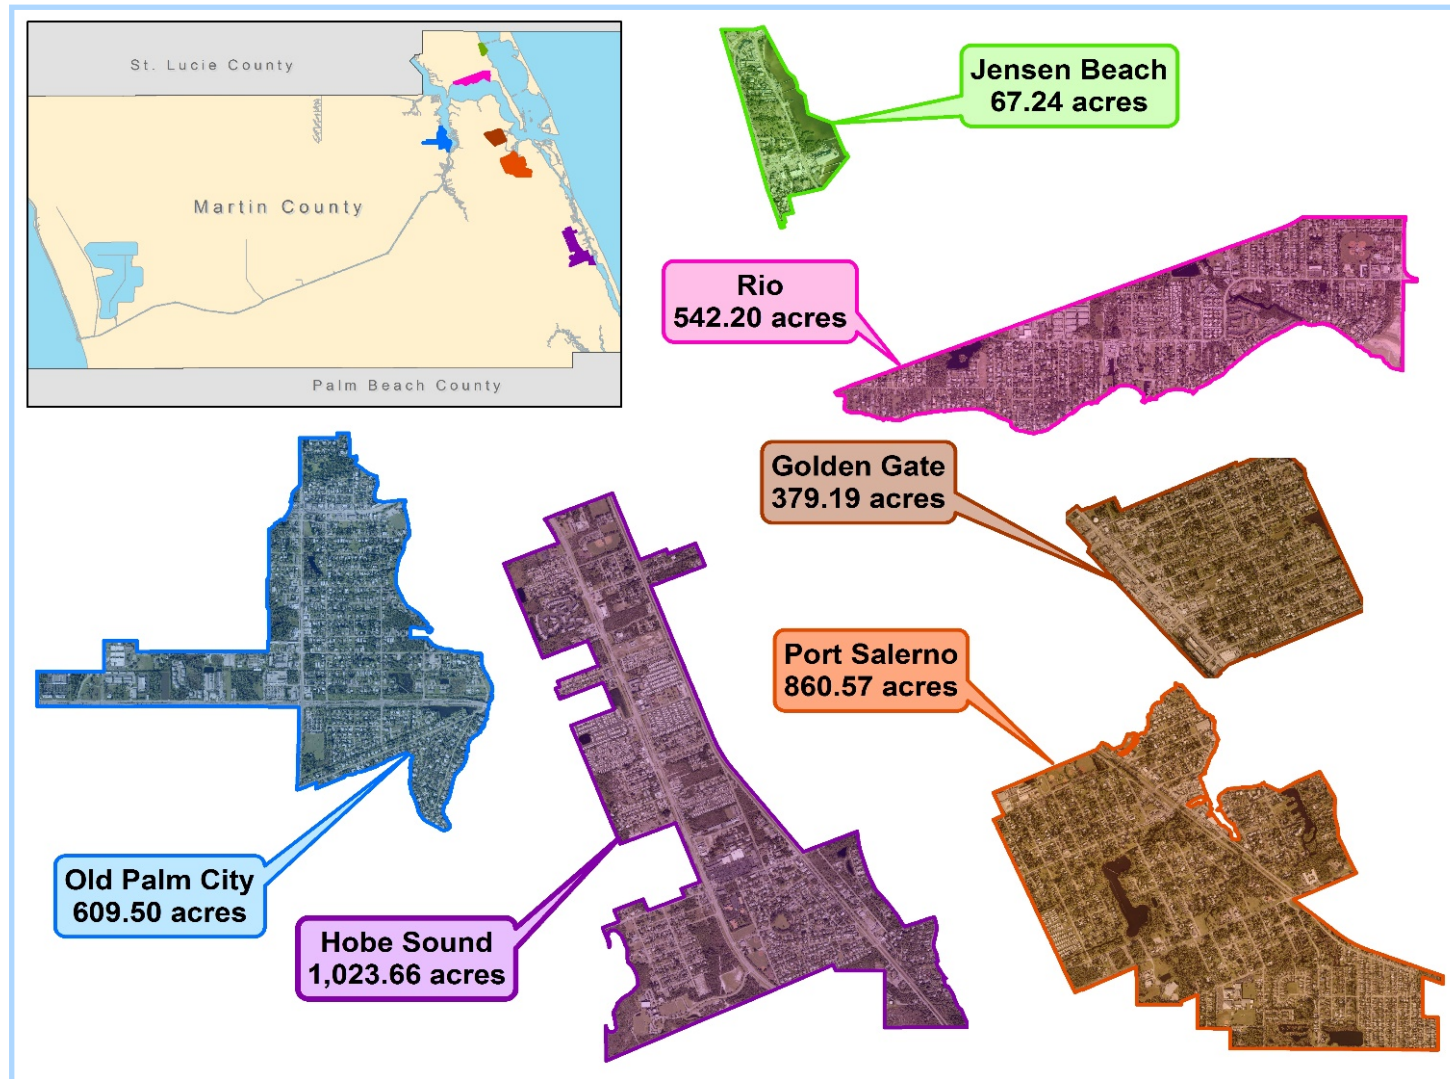 St. Lucie County
Martin County
Palm Beach County
Jensen Beach
67.24 acres
Rio
542.20 acres
Golden Gate
379.19 acres
Port Salerno
860.57 acres
Old Palm City
609.50 acres
Hobe Sound
1,023.66 acres